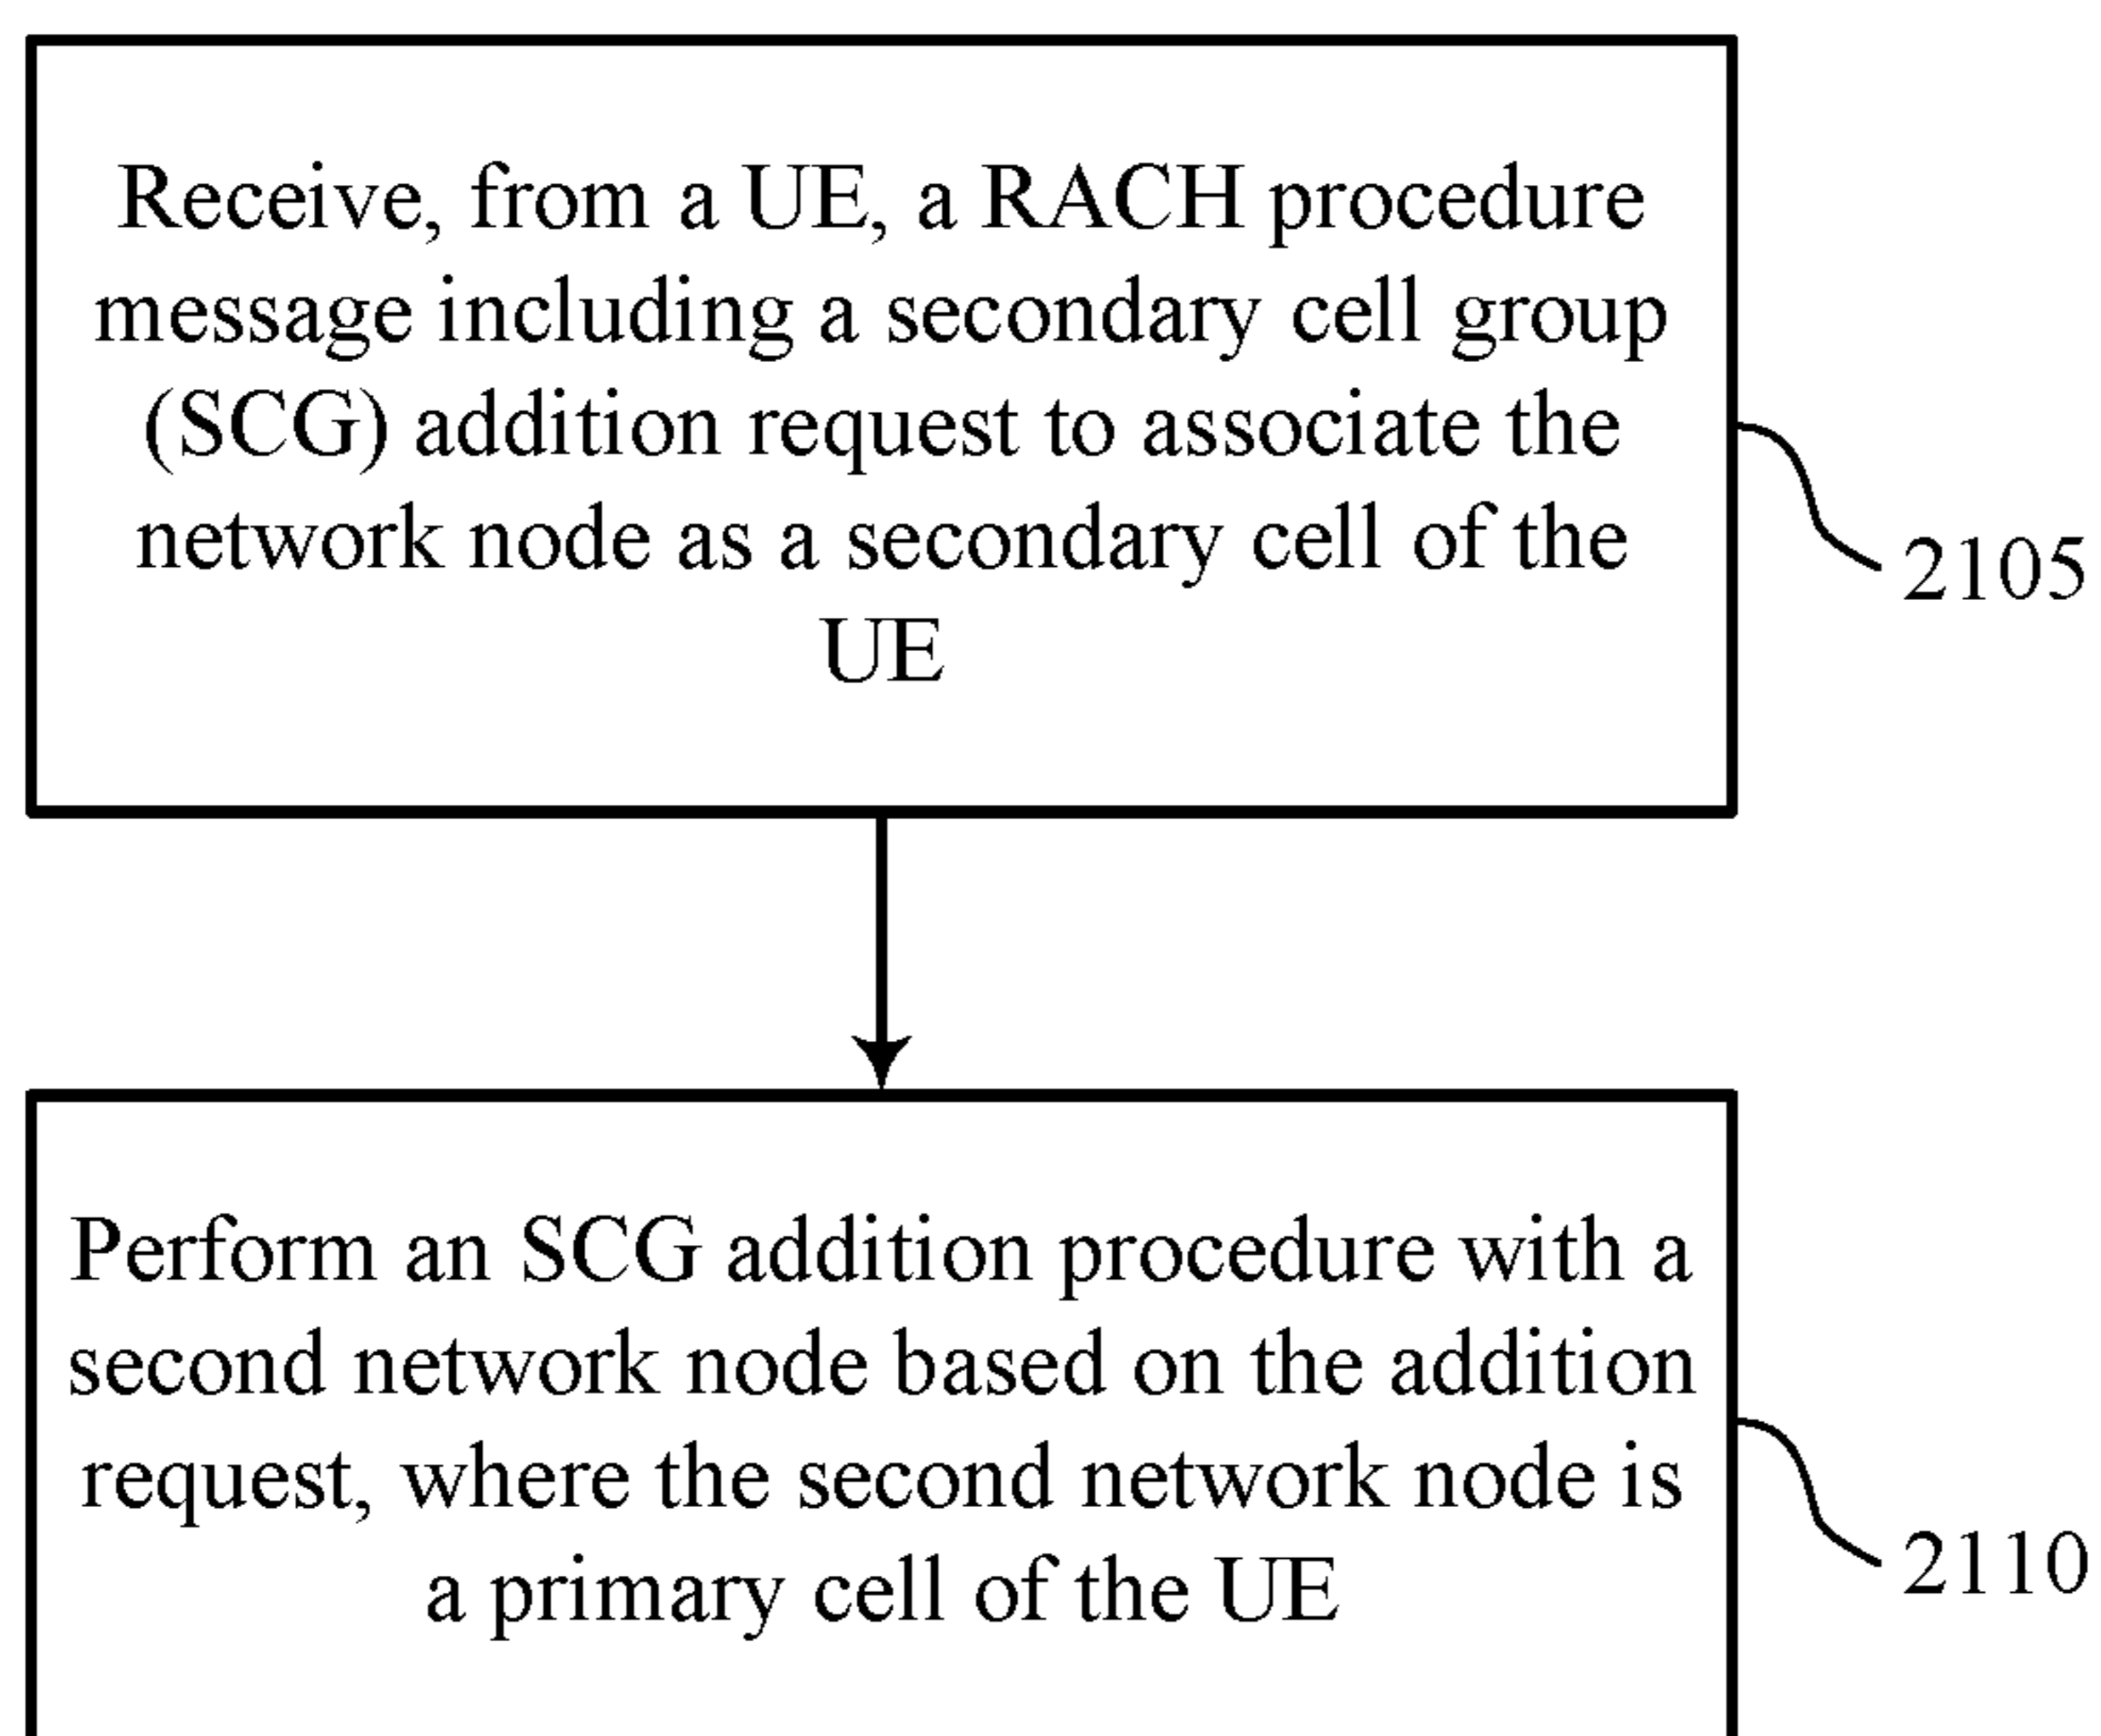 Receive, from a UE, a RACH procedure
message including a secondary cell group
(SCG) addition request to associate the
network node as a secondary cell of the
UE
2105
Perform an SCG addition procedure with a
second network node based on the addition
request, where the second network node is
a primary cell of the UE
2110